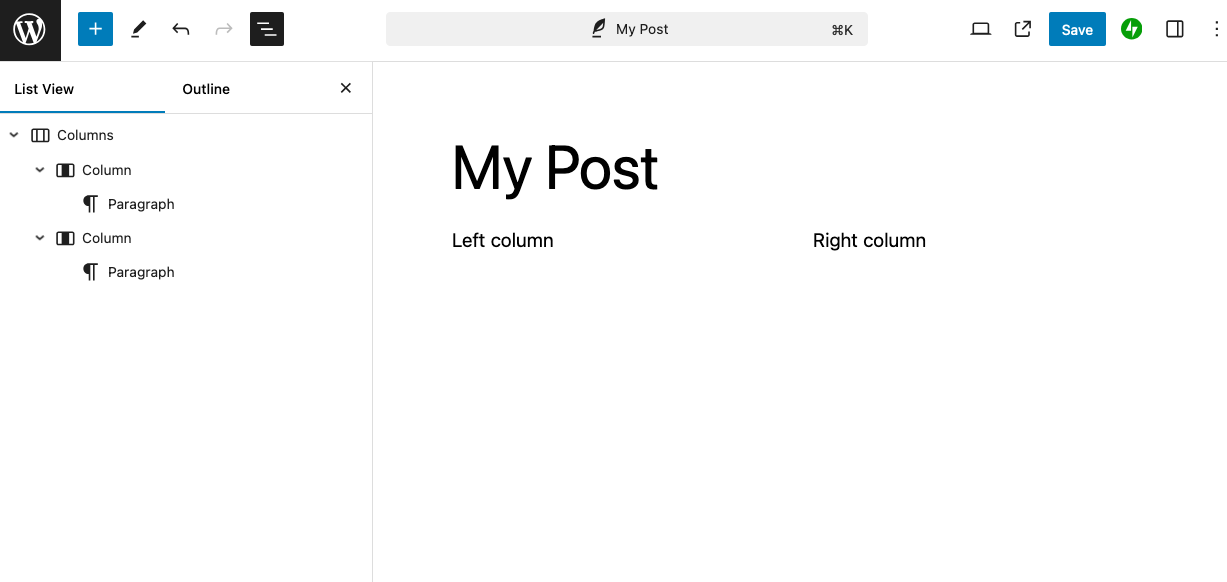 My Post
⌘K
Save
List View
Outline
Columns
Column
Paragraph
Column
Paragraph
My Post
Left column
Right column